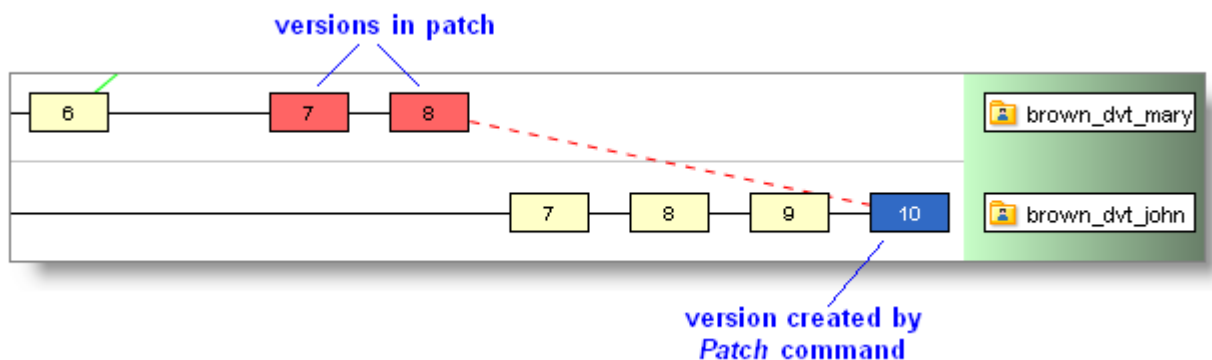 versions in patch
6 7 8 brown_dvt_mary
7 8 9 10 brown_dvt_john
version created by
Patch command